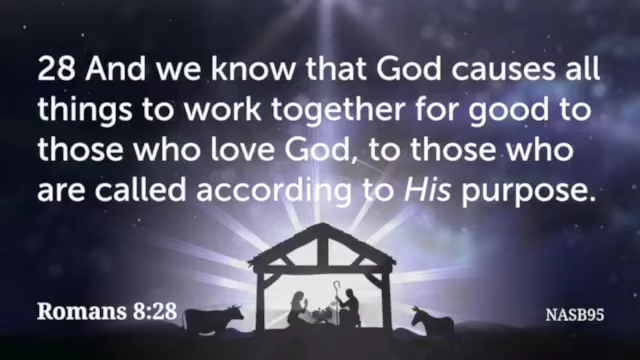 28 And we know that God causes all
things to work together for good to
those who love God, to those who
are called according to His purpose.
Romans 8:28
NASB95